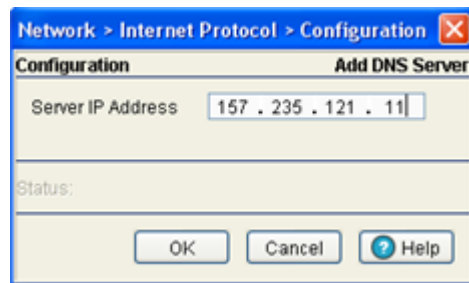 Network > Internet Protocol > Configuration
Configuration Add DNS Server
Server IP Address 157 . 235 . 121 . 11
Status:
OK Cancel ? Help